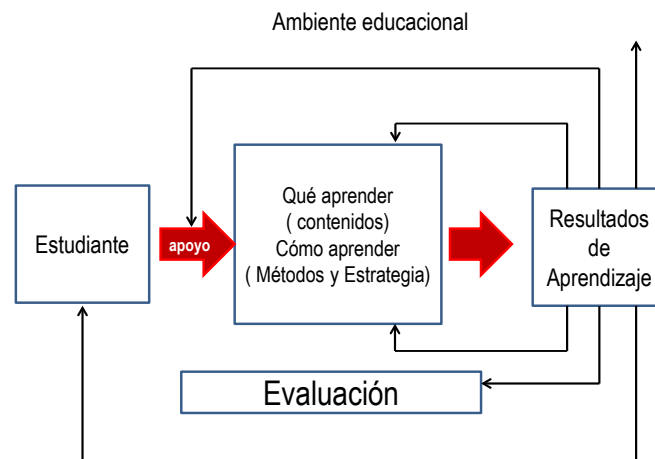 Ambiente educacional
Estudiante
apoyo
Qué aprender
( contenidos)
Cómo aprender
( Métodos y Estrategia)
Resultados
de
Aprendizaje
Evaluación